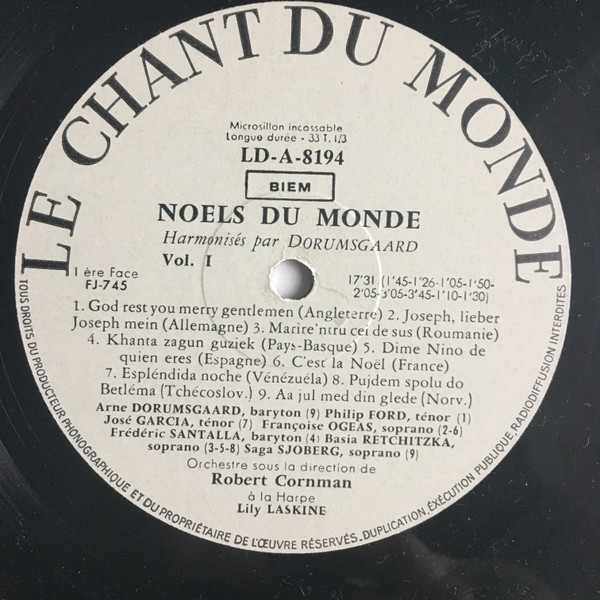 LE CHANT DU MONDE
Microsillon incassable
Longue durée - 33 T. 1/3
LD-A-8194
BIEM
NOELS DU MONDE
Harmonisés par DORUMSGAARD
Vol. I
1 ère Face
FJ-745
17'31 (1'45-1'26-1'05-1'50-
2'05-3'05-3'45-1'10-1'30)
1. God rest you merry gentlemen (Angleterre) 2. Joseph, lieber
Joseph mein (Allemagne) 3. Marire'ntru cei de sus (Roumanie)
4. Khanta zagun guziek (Pays-Basque) 5. Dime Nino de
quien eres (Espagne) 6. C'est la Noël (France)
7. Espléndida noche (Vénézuéla) 8. Pujdem spolu do
Betléma (Tchécoslov.) 9. Aa jul med din glede (Norv.)
Arne DORUMSGAARD, baryton (9) Philip FORD, ténor (1)
José GARCIA, ténor (7) Françoise OGEAS, soprano (2-6)
Frédéric SANTALLA, baryton (4) Basia RETCHITZKA,
soprano (3-5-8) Saga SJOBERG, soprano (9)
Orchestre sous la direction de
Robert Cornman
à la Harpe
Lily LASKINE
TOUS DROITS DU PRODUCTEUR PHONOGRAPHIQUE ET DU PROPRIÉTAIRE DE L'ŒUVRE RÉSERVÉS. DUPLICATION, EXÉCUTION PUBLIQUE, RADIODIFFUSION INTERDITES